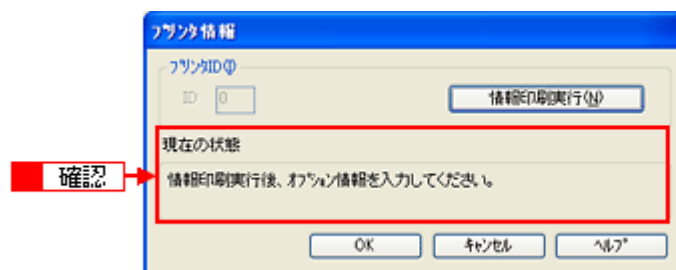 プリンタ情報
プリンタID(I)
ID 0
情報印刷実行(N)
現在の状態
確認
情報印刷実行後、オプション情報を入力してください。
OK キャンセル ヘルプ